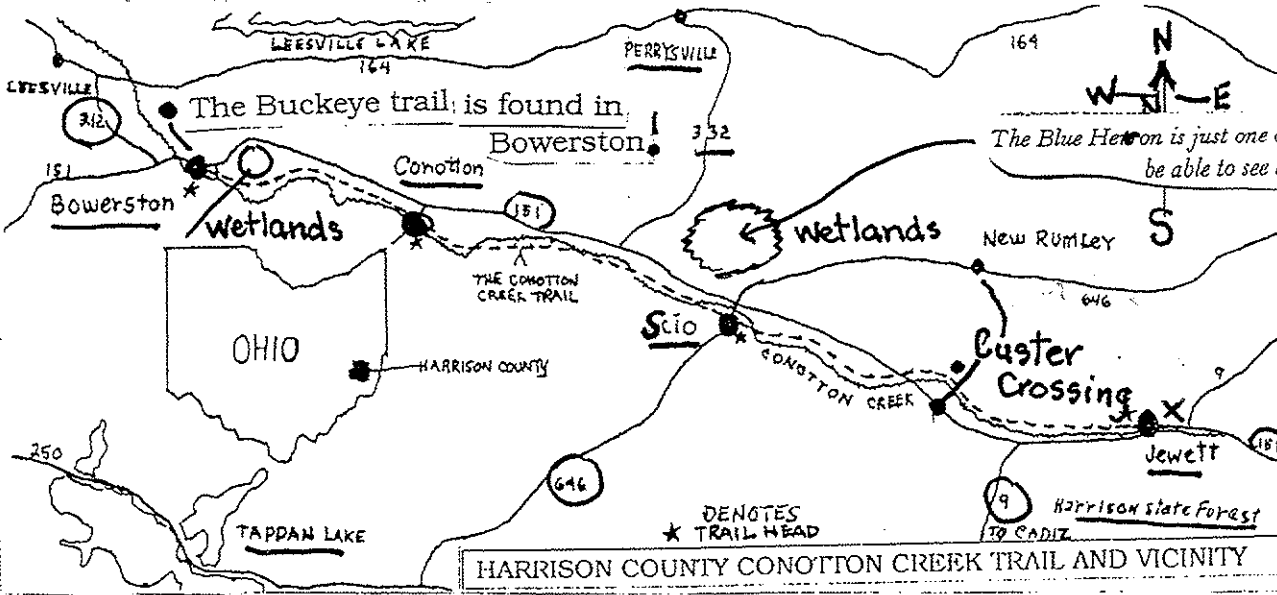 LEESVILLE LAKE
164
PERRYSVILLE
164
N
LEESVILLE
W
E
The Buckeye trail is found in
Bowerston!
312
332
The Blue Heron is just one
be able to see
151
Bowerston
Conotton
151
wetlands
wetlands
New Rumley
S
THE CONOTTON
CREEK TRAIL
646
OHIO
Scio
HARRISON COUNTY
CONOTTON CREEK
Custer
Crossing
9
X
Jewett
151
250
646
TAPPAN LAKE
DENOTES
★ TRAIL HEAD
9
TO CADIZ
Harrison State Forest
HARRISON COUNTY CONOTTON CREEK TRAIL AND VICINITY